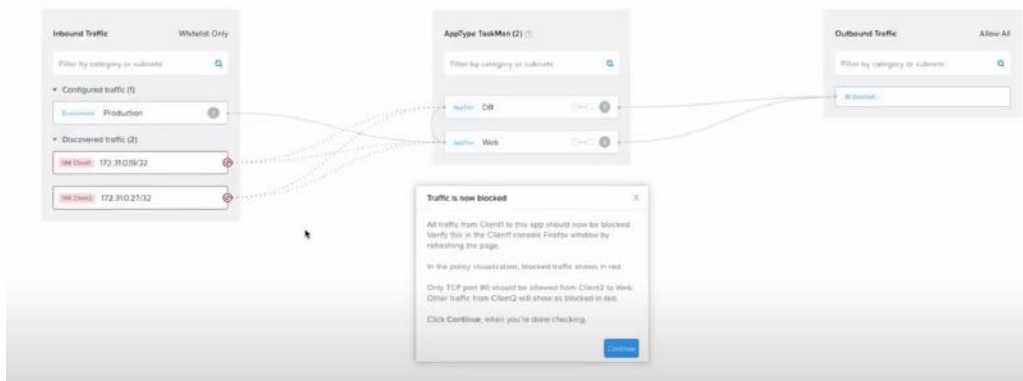 Inbound Traffic Whitelist Only
Filter by category or subnets
Configured traffic (1)
Environment Production
Discovered traffic (2)
VM Client1 172.31.0.19/32
VM Client2 172.31.0.27/32
AppType TaskMan (2)
Filter by category or subnets
AppTier DB
AppTier Web
Outbound Traffic Allow All
Filter by category or subnets
Traffic is now blocked X
All traffic from Client1 to this app should now be blocked.
Verify this in the Client1 console Firefox window by
refreshing the page.
In the policy visualization, blocked traffic shows in red.
Only TCP port 80 should be allowed from Client2 to Web.
Other traffic from Client2 will show as blocked in red.
Click Continue, when you're done checking.
Continue